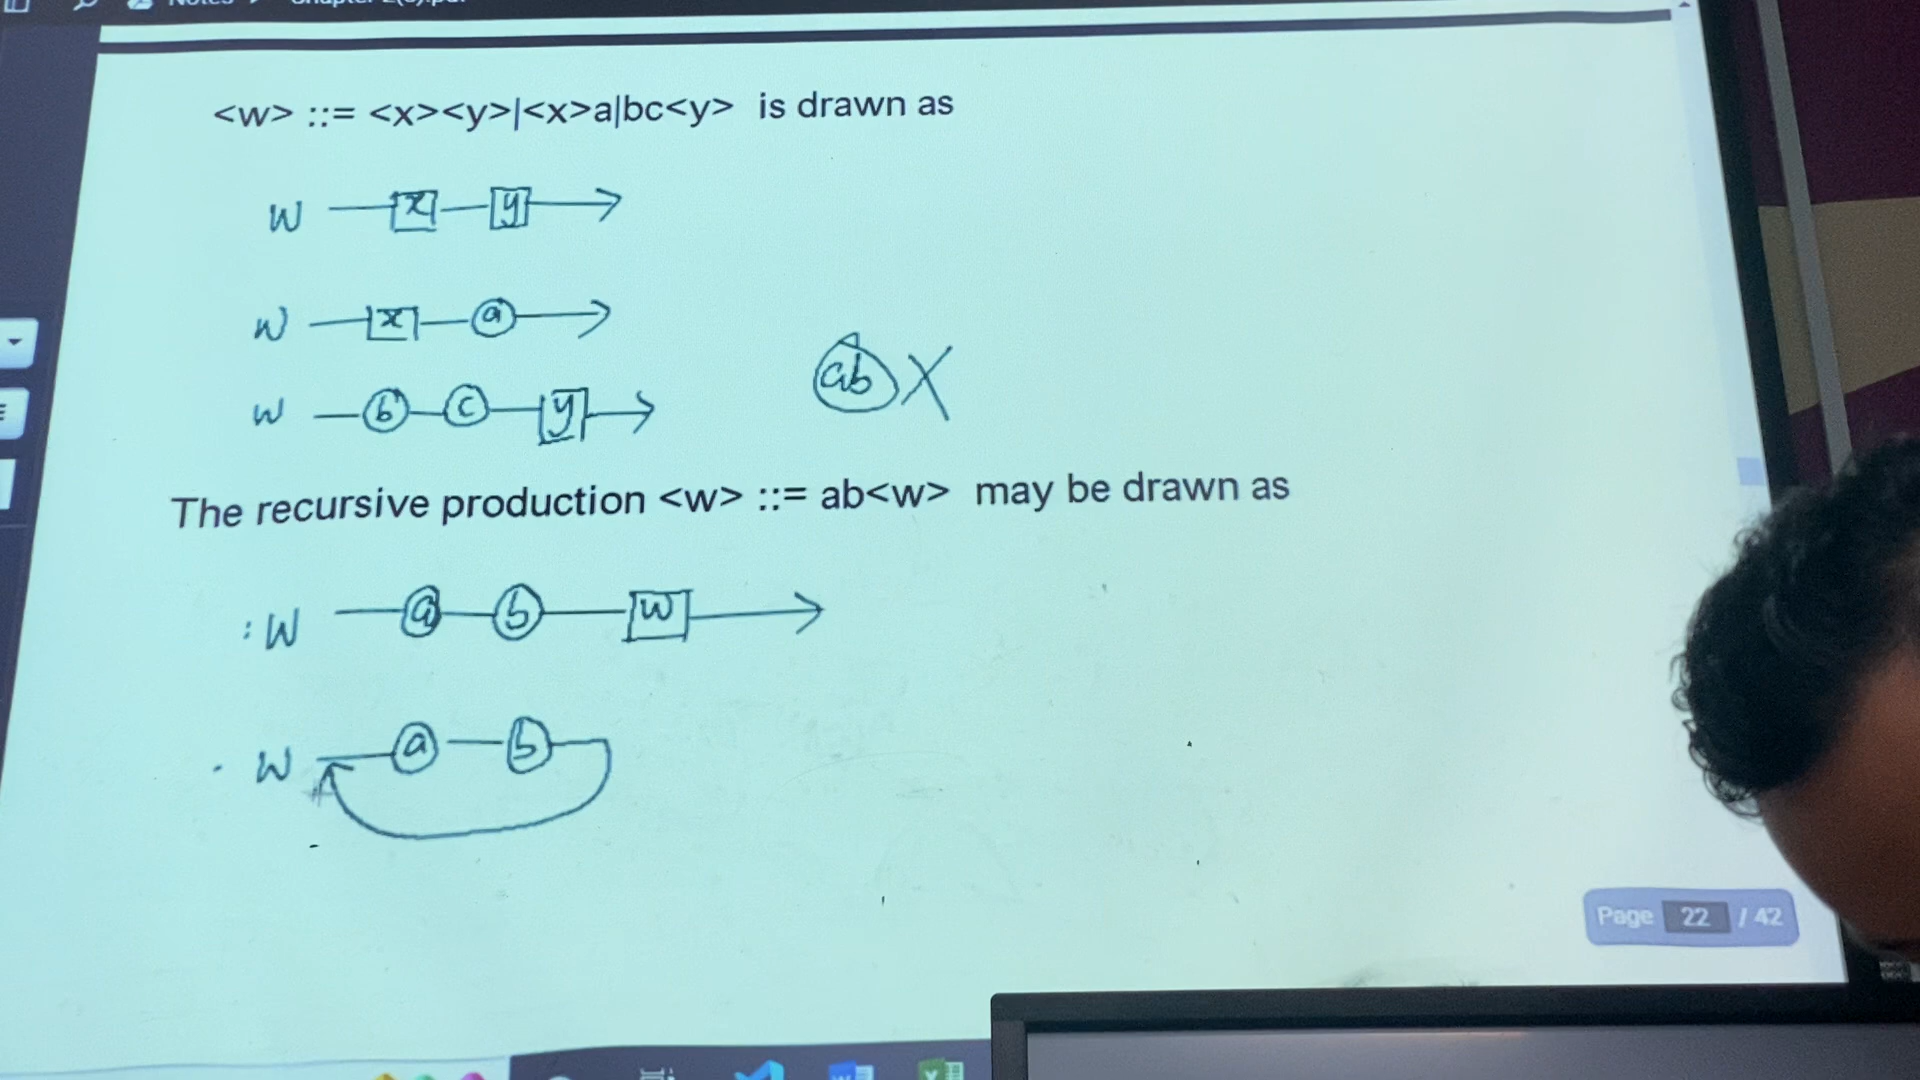 <w> ::= <x><y>|<x>a|bc<y> is drawn as
W x y
W x a
ab X
W b c y
The recursive production <w> ::= ab<w> may be drawn as
: W a b W
· W a b
Page 22 / 42